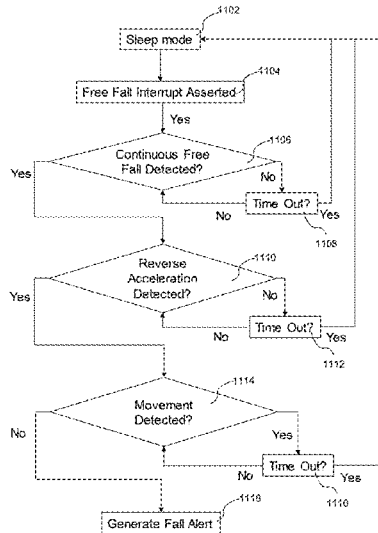 1102
Sleep mode
1104
Free Fall Interrupt Asserted
Yes
1106
Continuous Free
Fall Detected?
Yes
No
Time Out?
No
Yes
1108
1110
Reverse
Acceleration
Detected?
Yes
No
Time Out?
No
Yes
1112
1114
Movement
Detected?
No
Yes
Time Out?
No
Yes
1116
1118
Generate Fall Alert